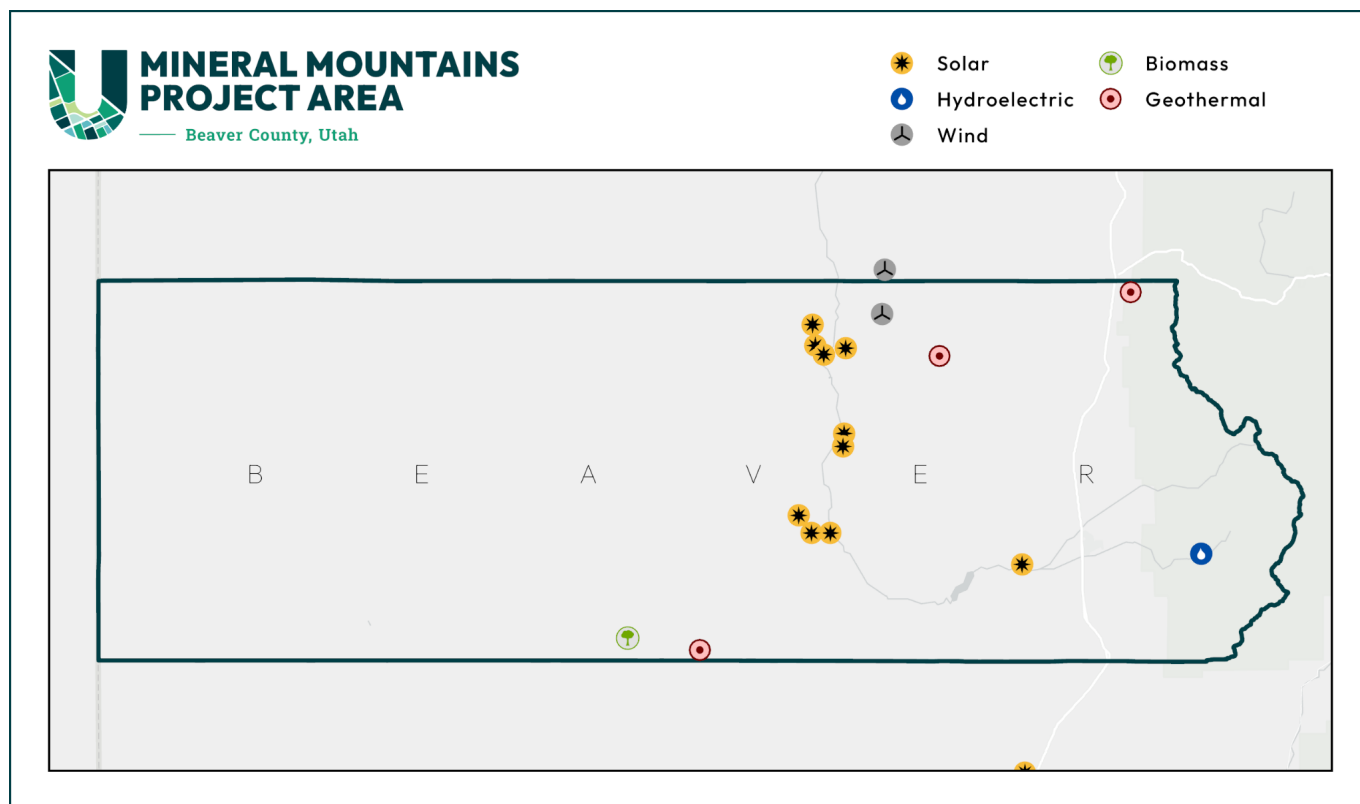 MINERAL MOUNTAINS
PROJECT AREA
Beaver County, Utah
Solar
Hydroelectric
Wind
Biomass
Geothermal
B E A V E R